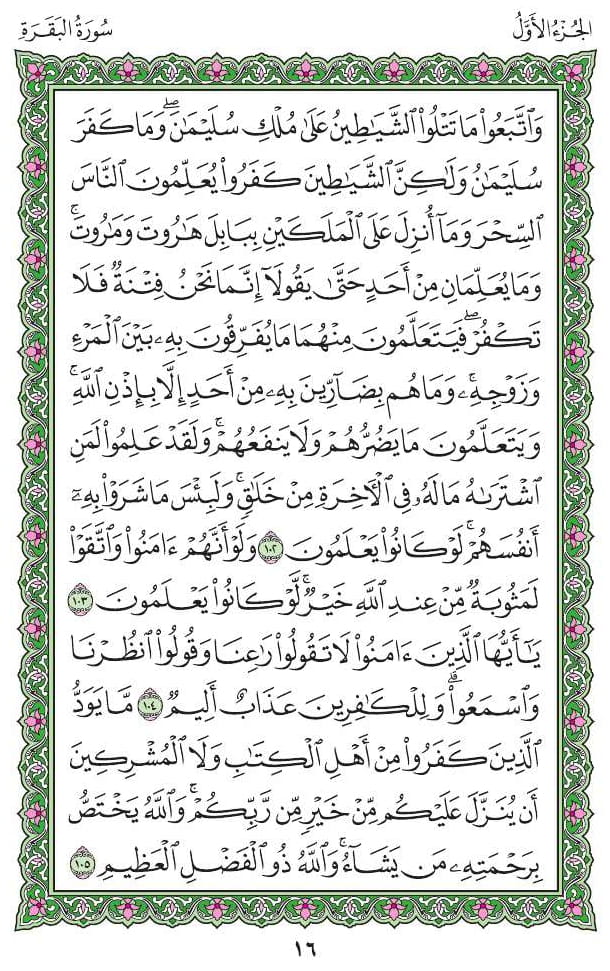 الجُزْءُ الأَوَّلُ
سُورَةُ البَقَرَةِ
وَٱتَّبَعُوا۟ مَا تَتْلُوا۟ ٱلشَّيَـٰطِينُ عَلَىٰ مُلْكِ سُلَيْمَـٰنَ ۖ وَمَا كَفَرَ
سُلَيْمَـٰنُ وَلَـٰكِنَّ ٱلشَّيَـٰطِينَ كَفَرُوا۟ يُعَلِّمُونَ ٱلنَّاسَ
ٱلسِّحْرَ وَمَآ أُنزِلَ عَلَى ٱلْمَلَكَيْنِ بِبَابِلَ هَـٰرُوتَ وَمَـٰرُوتَ ۚ
وَمَا يُعَلِّمَانِ مِنْ أَحَدٍ حَتَّىٰ يَقُولَآ إِنَّمَا نَحْنُ فِتْنَةٌ فَلَا
تَكْفُرْ ۖ فَيَتَعَلَّمُونَ مِنْهُمَا مَا يُفَرِّقُونَ بِهِۦ بَيْنَ ٱلْمَرْءِ
وَزَوْجِهِۦ ۚ وَمَا هُم بِضَآرِّينَ بِهِۦ مِنْ أَحَدٍ إِلَّا بِإِذْنِ ٱللَّهِ ۚ
وَيَتَعَلَّمُونَ مَا يَضُرُّهُمْ وَلَا يَنفَعُهُمْ ۚ وَلَقَدْ عَلِمُوا۟ لَمَنِ
ٱشْتَرَىٰهُ مَا لَهُۥ فِى ٱلْـَٔاخِرَةِ مِنْ خَلَـٰقٍ ۚ وَلَبِئْسَ مَا شَرَوْا۟ بِهِۦٓ
أَنفُسَهُمْ ۚ لَوْ كَانُوا۟ يَعْلَمُونَ ١٠٢ وَلَوْ أَنَّهُمْ ءَامَنُوا۟ وَٱتَّقَوْا۟
لَمَثُوبَةٌ مِّنْ عِندِ ٱللَّهِ خَيْرٌ ۖ لَّوْ كَانُوا۟ يَعْلَمُونَ ١٠٣
يَـٰٓأَيُّهَا ٱلَّذِينَ ءَامَنُوا۟ لَا تَقُولُوا۟ رَٰعِنَا وَقُولُوا۟ ٱنظُرْنَا
وَٱسْمَعُوا۟ ۗ وَلِلْكَـٰفِرِينَ عَذَابٌ أَلِيمٌ ١٠٤ مَّا يَوَدُّ
ٱلَّذِينَ كَفَرُوا۟ مِنْ أَهْلِ ٱلْكِتَـٰبِ وَلَا ٱلْمُشْرِكِينَ
أَن يُنَزَّلَ عَلَيْكُم مِّنْ خَيْرٍ مِّن رَّبِّكُمْ ۗ وَٱللَّهُ يَخْتَصُّ
بِرَحْمَتِهِۦ مَن يَشَآءُ ۚ وَٱللَّهُ ذُو ٱلْفَضْلِ ٱلْعَظِيمِ ١٠٥
١٦